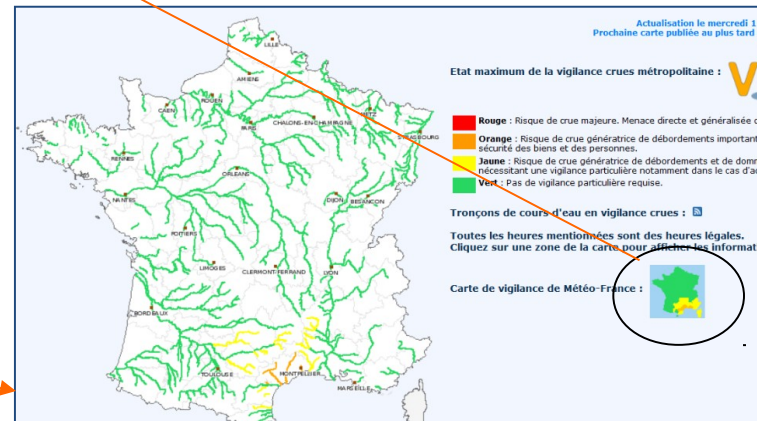 Actualisation le mercredi 1
Prochaine carte publiée au plus tard
Etat maximum de la vigilance crues métropolitaine :
Rouge : Risque de crue majeure. Menace directe et généralisée
Orange : Risque de crue génératrice de débordements important
sécurité des biens et des personnes.
Jaune : Risque de crue génératrice de débordements et de
nécessitant une vigilance particulière notamment dans le cas
Vert : Pas de vigilance particulière requise.
Tronçons de cours d'eau en vigilance crues :
Toutes les heures mentionnées sont des heures légales.
Cliquez sur une zone de la carte pour afficher les informat
Carte de vigilance de Météo-France :
LILLE
AMIENS
ROUEN
CAEN
METZ
CHALONS-EN-CHAMPAGNE
PARIS
STRASBOURG
RENNES
ORLEANS
NANTES
DIJON
BESANCON
POITIERS
LIMOGES
CLERMONT-FERRAND
LYON
BORDEAUX
TOULOUSE
MONTPELLIER
MARSEILLE